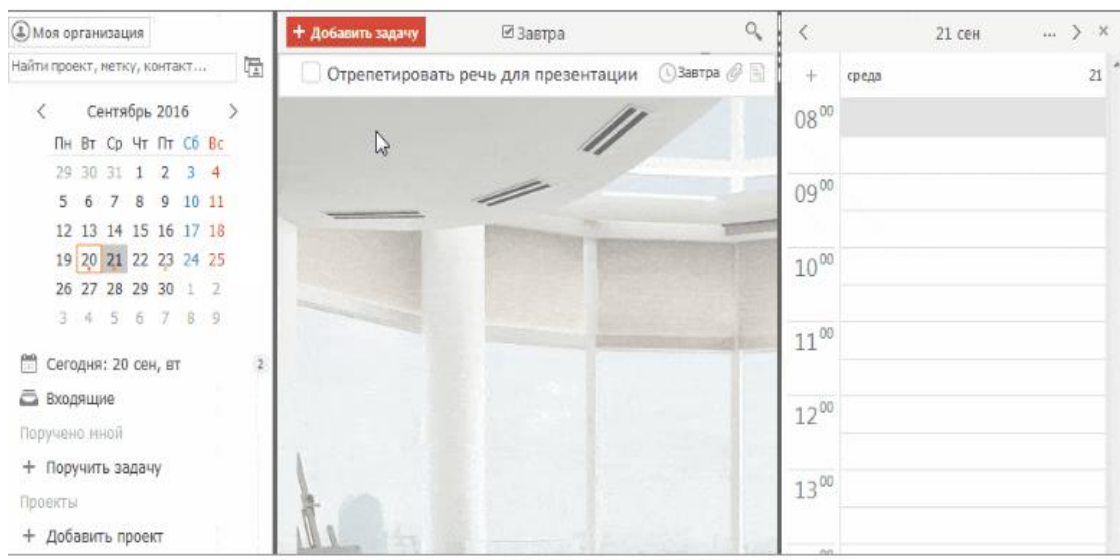 Моя организация
Найти проект, метку, контакт...
Сентябрь 2016
Пн Вт Ср Чт Пт Сб Вс
29 30 31 1 2 3 4
5 6 7 8 9 10 11
12 13 14 15 16 17 18
19 20 21 22 23 24 25
26 27 28 29 30 1 2
3 4 5 6 7 8 9
Сегодня: 20 сен, вт 2
Входящие
Поручено мной
+ Поручить задачу
Проекты
+ Добавить проект
+ Добавить задачу
Завтра
Отрепетировать речь для презентации Завтра
21 сен ...
+ среда 21
08 00
09 00
10 00
11 00
12 00
13 00